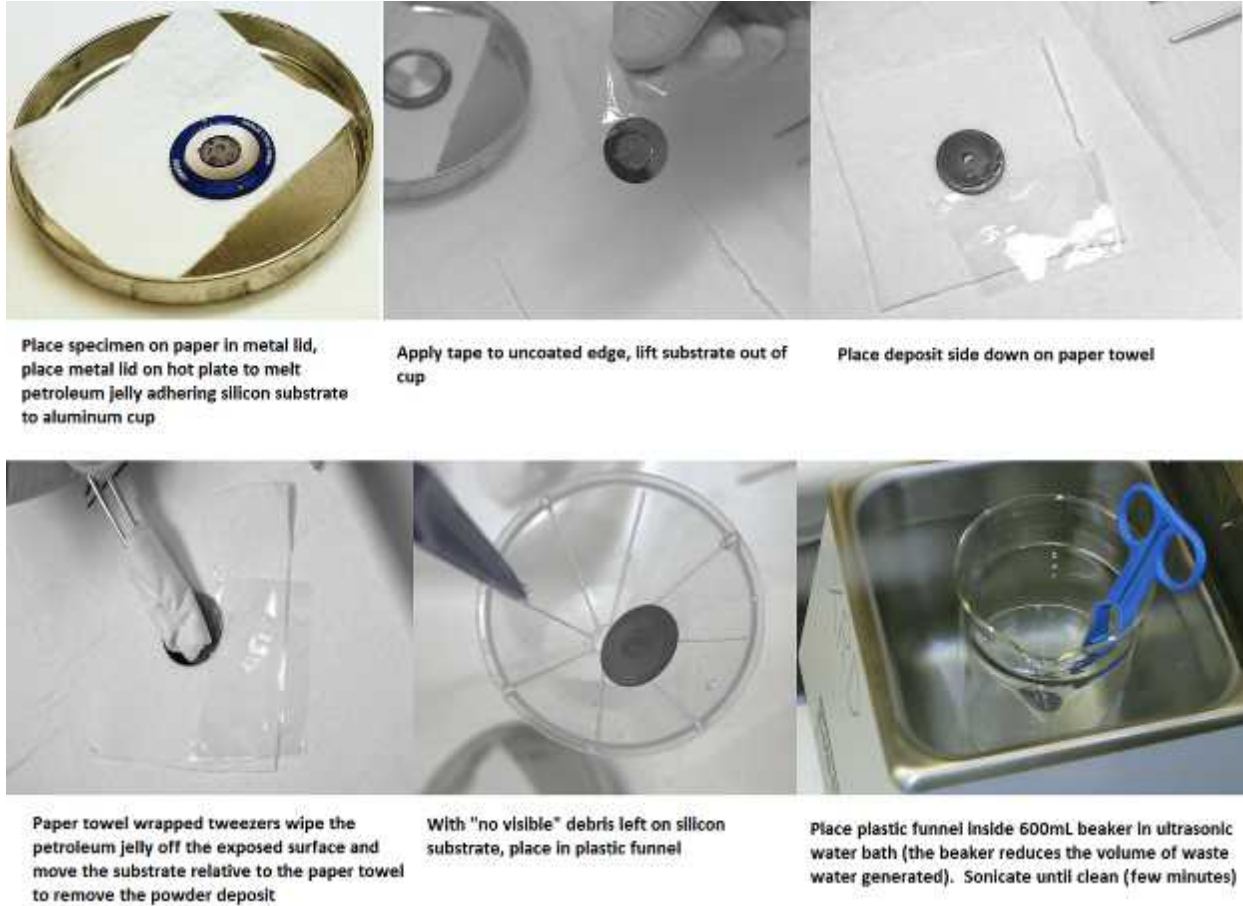 Place specimen on paper in metal lid,
place metal lid on hot plate to melt
petroleum jelly adhering silicon substrate
to aluminum cup
Apply tape to uncoated edge, lift substrate out of
cup
Place deposit side down on paper towel
Paper towel wrapped tweezers wipe the
petroleum jelly off the exposed surface and
move the substrate relative to the paper towel
to remove the powder deposit
With "no visible" debris left on silicon
substrate, place in plastic funnel
Place plastic funnel inside 600mL beaker in ultrasonic
water bath (the beaker reduces the volume of waste
water generated).  Sonicate until clean (few minutes)